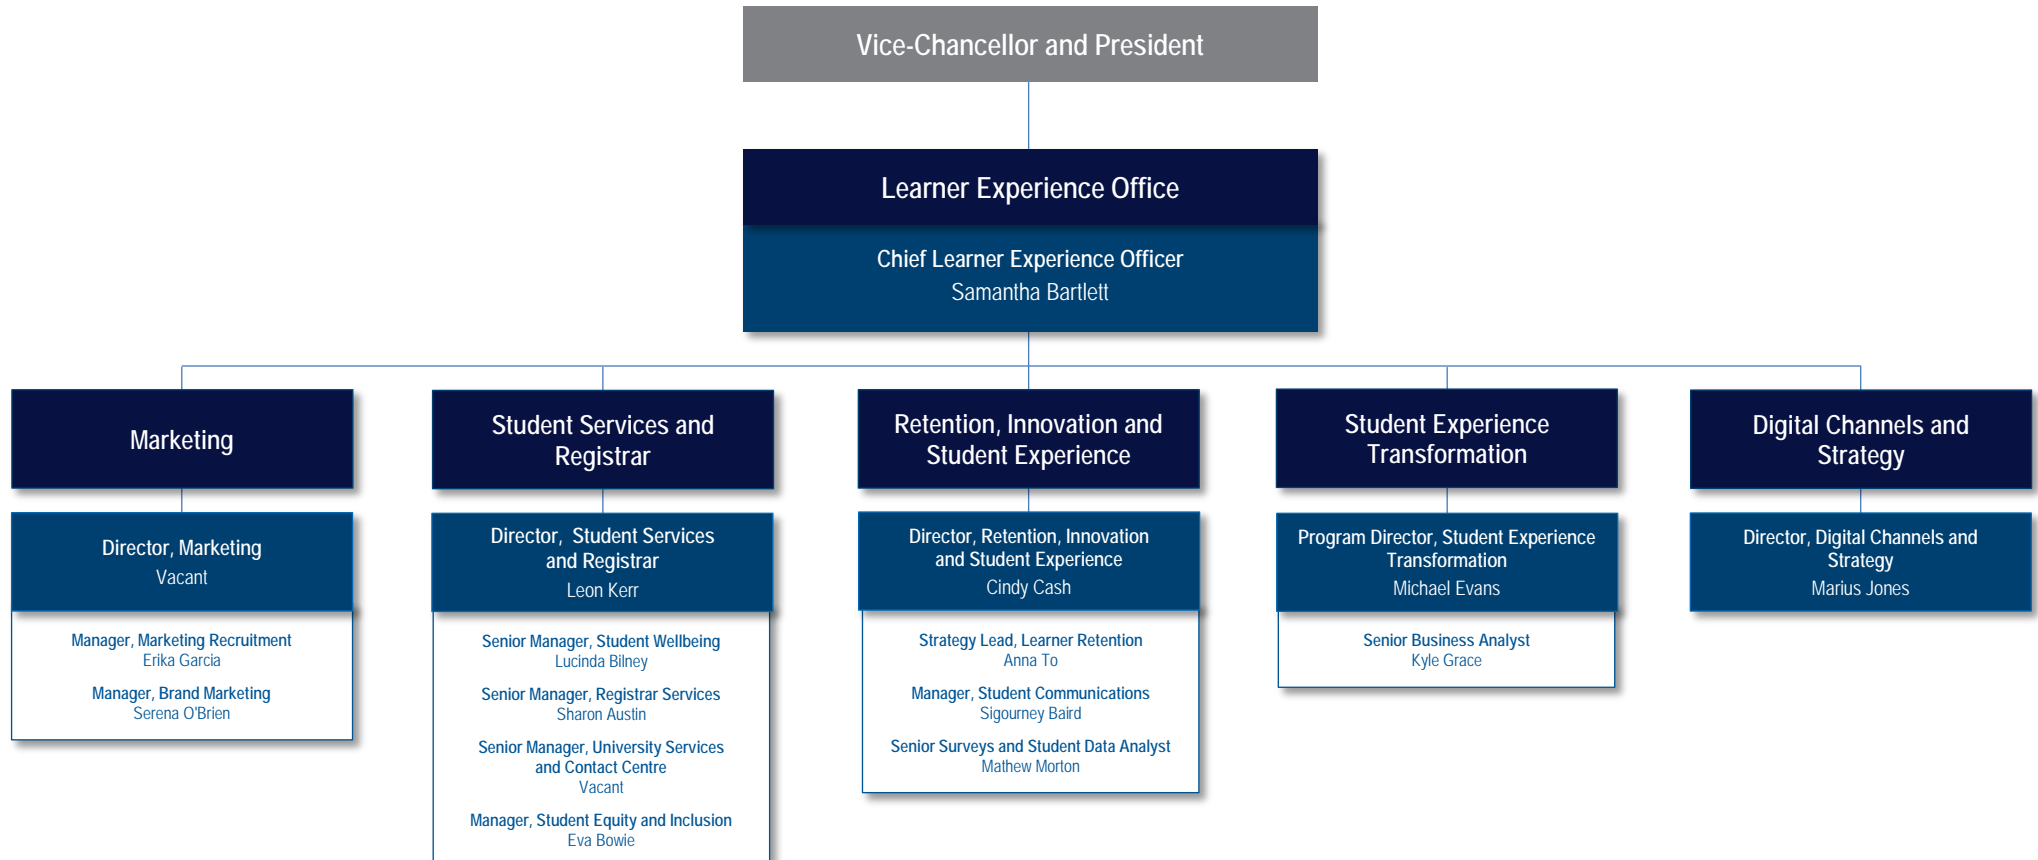 Vice-Chancellor and President
Learner Experience Office
Chief Learner Experience Officer
Samantha Bartlett
Marketing
Director, Marketing
Vacant
Manager, Marketing Recruitment
Erika Garcia
Manager, Brand Marketing
Serena O'Brien
Student Services and
Registrar
Director, Student Services
and Registrar
Leon Kerr
Senior Manager, Student Wellbeing
Lucinda Bilney
Senior Manager, Registrar Services
Sharon Austin
Senior Manager, University Services
and Contact Centre
Vacant
Manager, Student Equity and Inclusion
Eva Bowie
Retention, Innovation and
Student Experience
Director, Retention, Innovation
and Student Experience
Cindy Cash
Strategy Lead, Learner Retention
Anna To
Manager, Student Communications
Sigourney Baird
Senior Surveys and Student Data Analyst
Mathew Morton
Student Experience
Transformation
Program Director, Student Experience
Transformation
Michael Evans
Senior Business Analyst
Kyle Grace
Digital Channels and
Strategy
Director, Digital Channels and
Strategy
Marius Jones